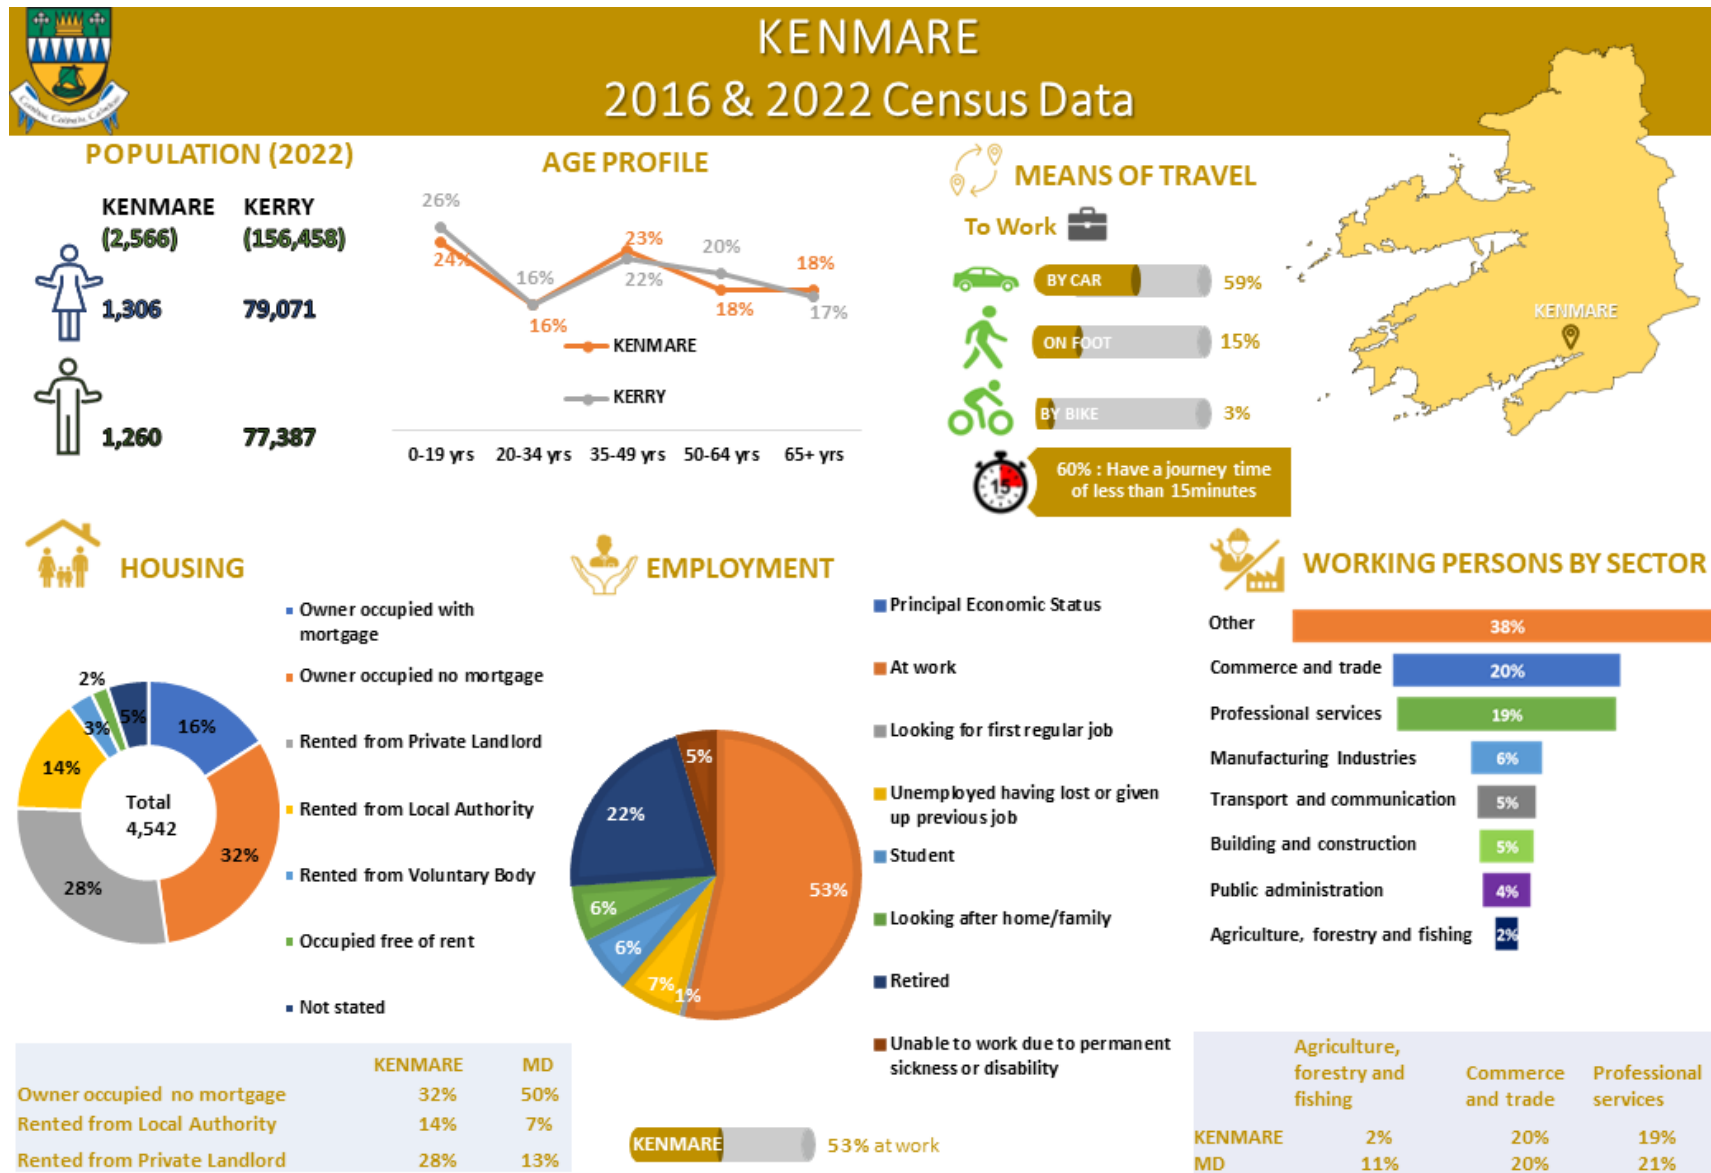 KENMARE
2016 & 2022 Census Data
POPULATION (2022)
KENMARE KERRY
(2,566) (156,458)
1,306 79,071
1,260 77,387
AGE PROFILE
26%
24%
16%
16%
23%
22%
20%
18%
18%
17%
KENMARE
KERRY
0-19 yrs 20-34 yrs 35-49 yrs 50-64 yrs 65+ yrs
MEANS OF TRAVEL
To Work
BY CAR 59%
ON FOOT 15%
BY BIKE 3%
15
60% : Have a journey time
of less than 15minutes
KENMARE
HOUSING
2%
3%
5%
16%
14%
32%
28%
Total
4,542
Owner occupied with
mortgage
Owner occupied no mortgage
Rented from Private Landlord
Rented from Local Authority
Rented from Voluntary Body
Occupied free of rent
Not stated
KENMARE MD
Owner occupied no mortgage 32% 50%
Rented from Local Authority 14% 7%
Rented from Private Landlord 28% 13%
EMPLOYMENT
5%
22%
53%
6%
6%
7%
1%
Principal Economic Status
At work
Looking for first regular job
Unemployed having lost or given
up previous job
Student
Looking after home/family
Retired
Unable to work due to permanent
sickness or disability
KENMARE 53% at work
WORKING PERSONS BY SECTOR
Other 38%
Commerce and trade 20%
Professional services 19%
Manufacturing Industries 6%
Transport and communication 5%
Building and construction 5%
Public administration 4%
Agriculture, forestry and fishing 2%
Agriculture,
forestry and Commerce Professional
fishing and trade services
KENMARE 2% 20% 19%
MD 11% 20% 21%